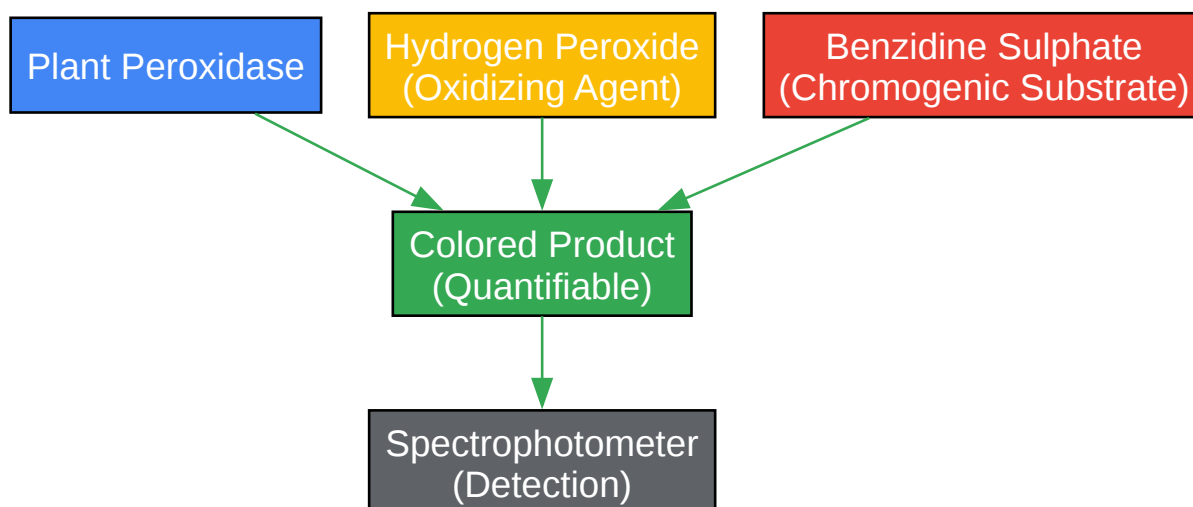 Plant Peroxidase
Hydrogen Peroxide
(Oxidizing Agent)
Benzidine Sulphate
(Chromogenic Substrate)
Colored Product
(Quantifiable)
Spectrophotometer
(Detection)